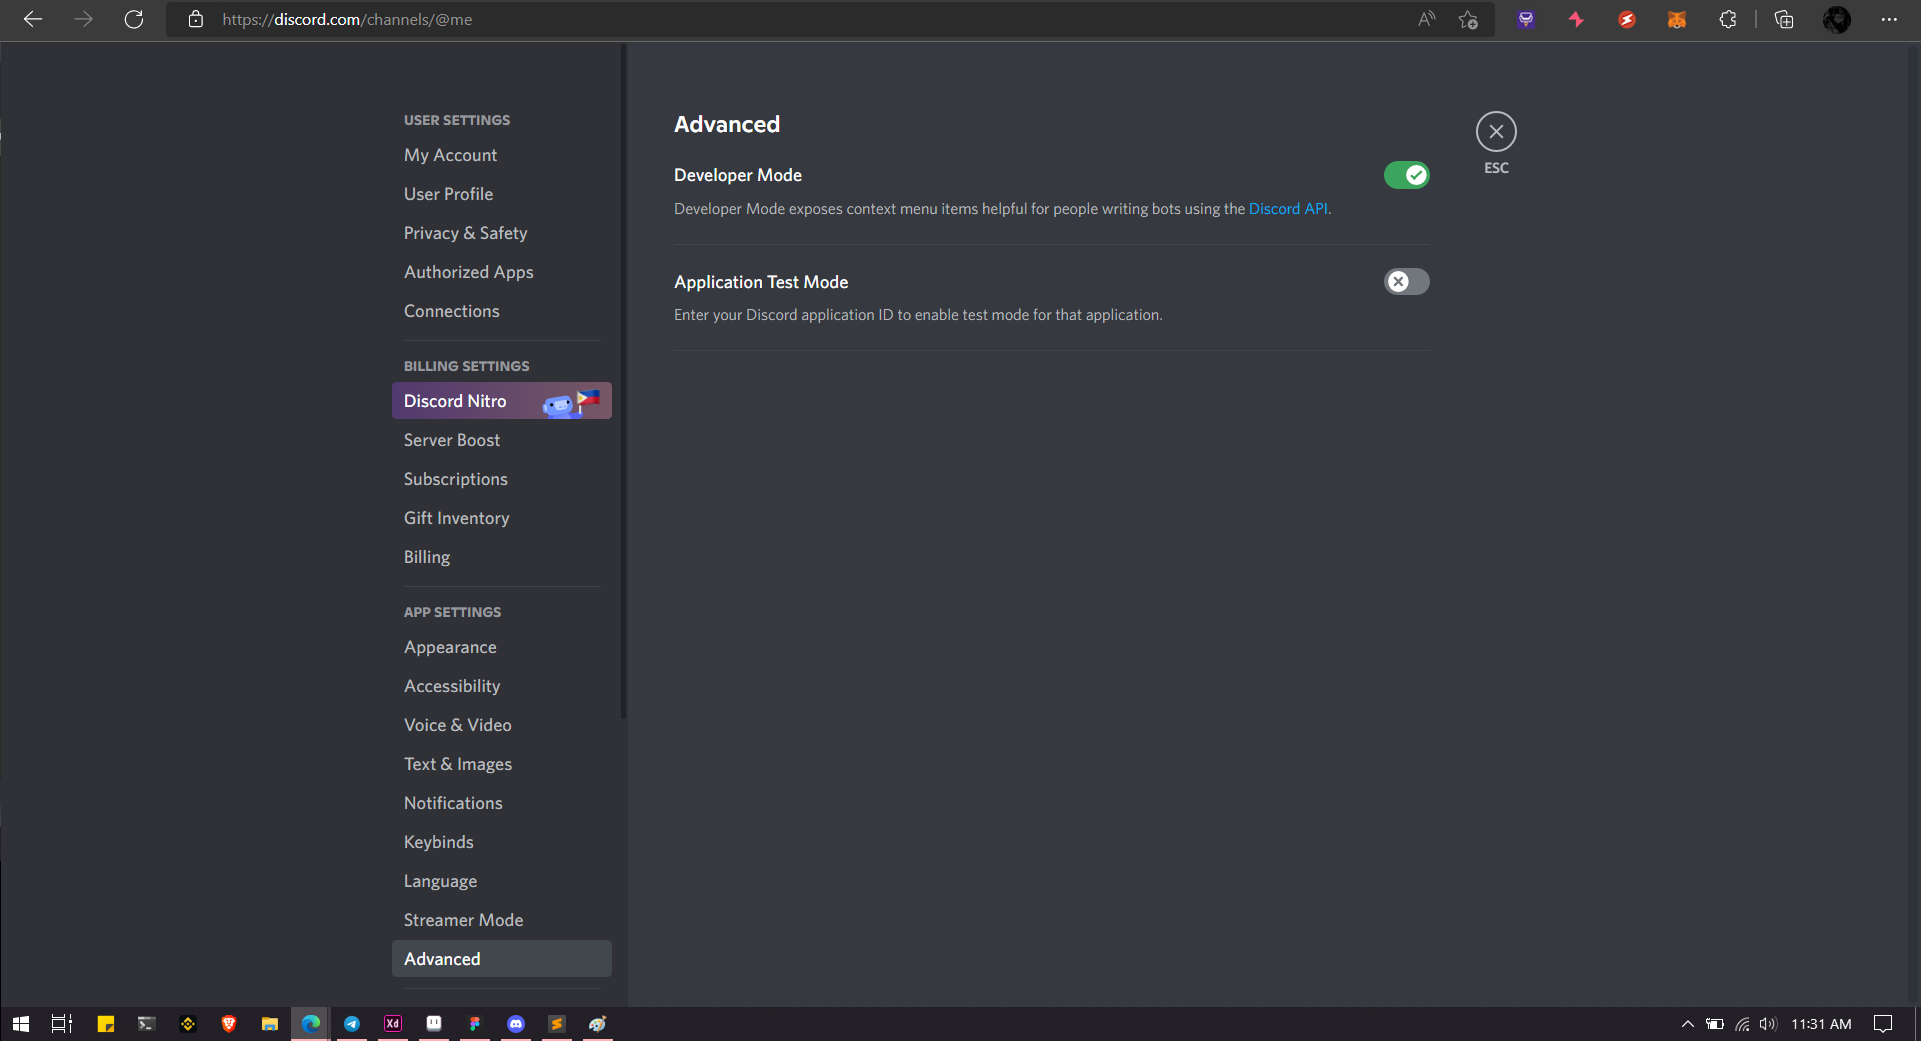 https://discord.com/channels/@me
USER SETTINGS
My Account
User Profile
Privacy & Safety
Authorized Apps
Connections
BILLING SETTINGS
Discord Nitro
Server Boost
Subscriptions
Gift Inventory
Billing
APP SETTINGS
Appearance
Accessibility
Voice & Video
Text & Images
Notifications
Keybinds
Language
Streamer Mode
Advanced
Advanced
Developer Mode
Developer Mode exposes context menu items helpful for people writing bots using the Discord API.
Application Test Mode
Enter your Discord application ID to enable test mode for that application.
ESC
Xd
11:31 AM